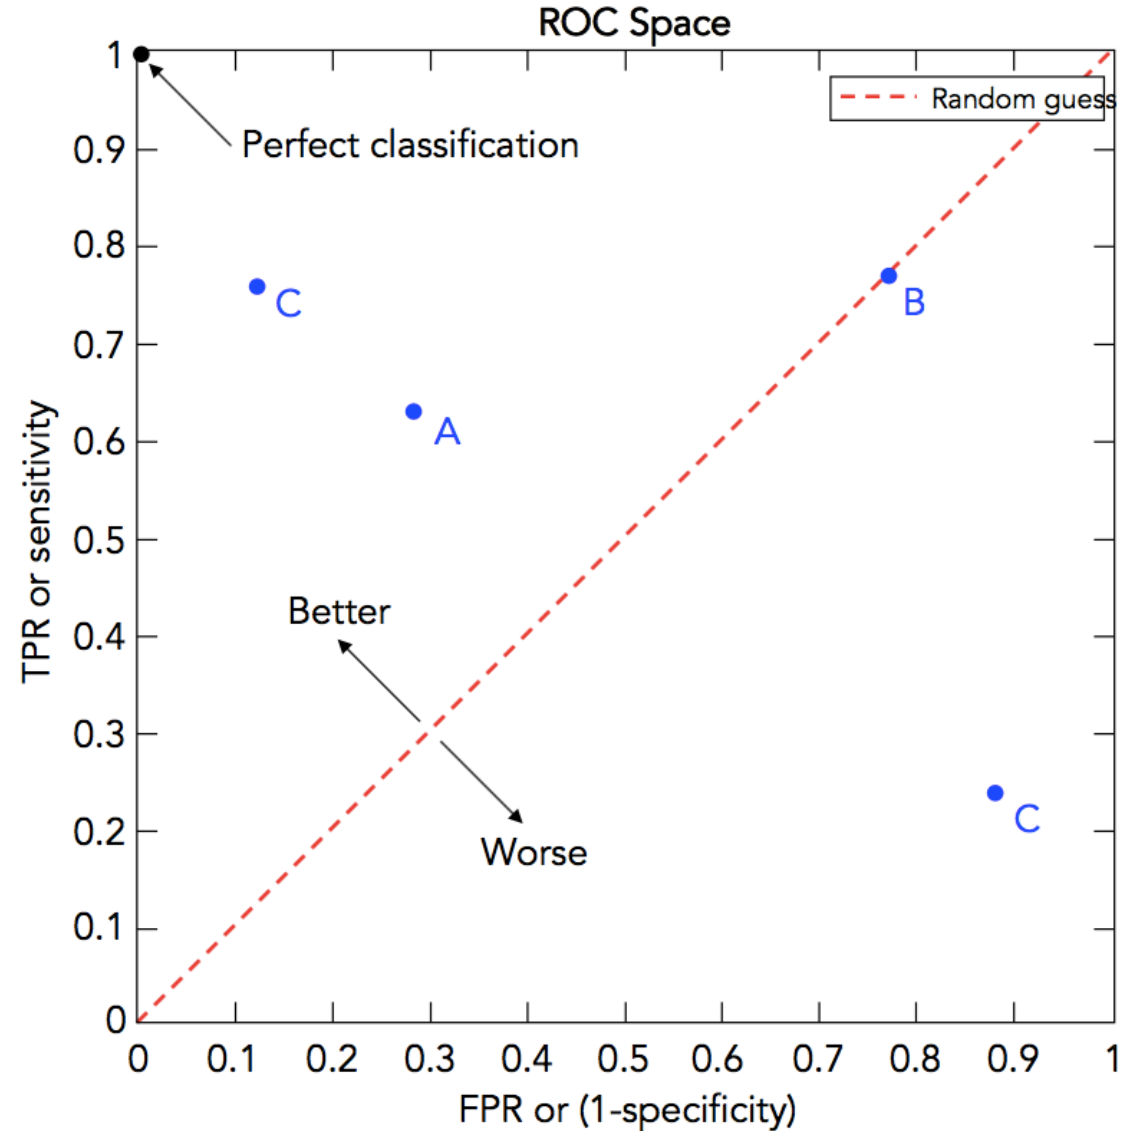 ROC Space
1
Random guess
Perfect classification
0.9
0.8
C
B
0.7
A
0.6
TPR or sensitivity
0.5
Better
0.4
0.3
C
0.2
Worse
0.1
0
0 0.1 0.2 0.3 0.4 0.5 0.6 0.7 0.8 0.9 1
FPR or (1-specificity)